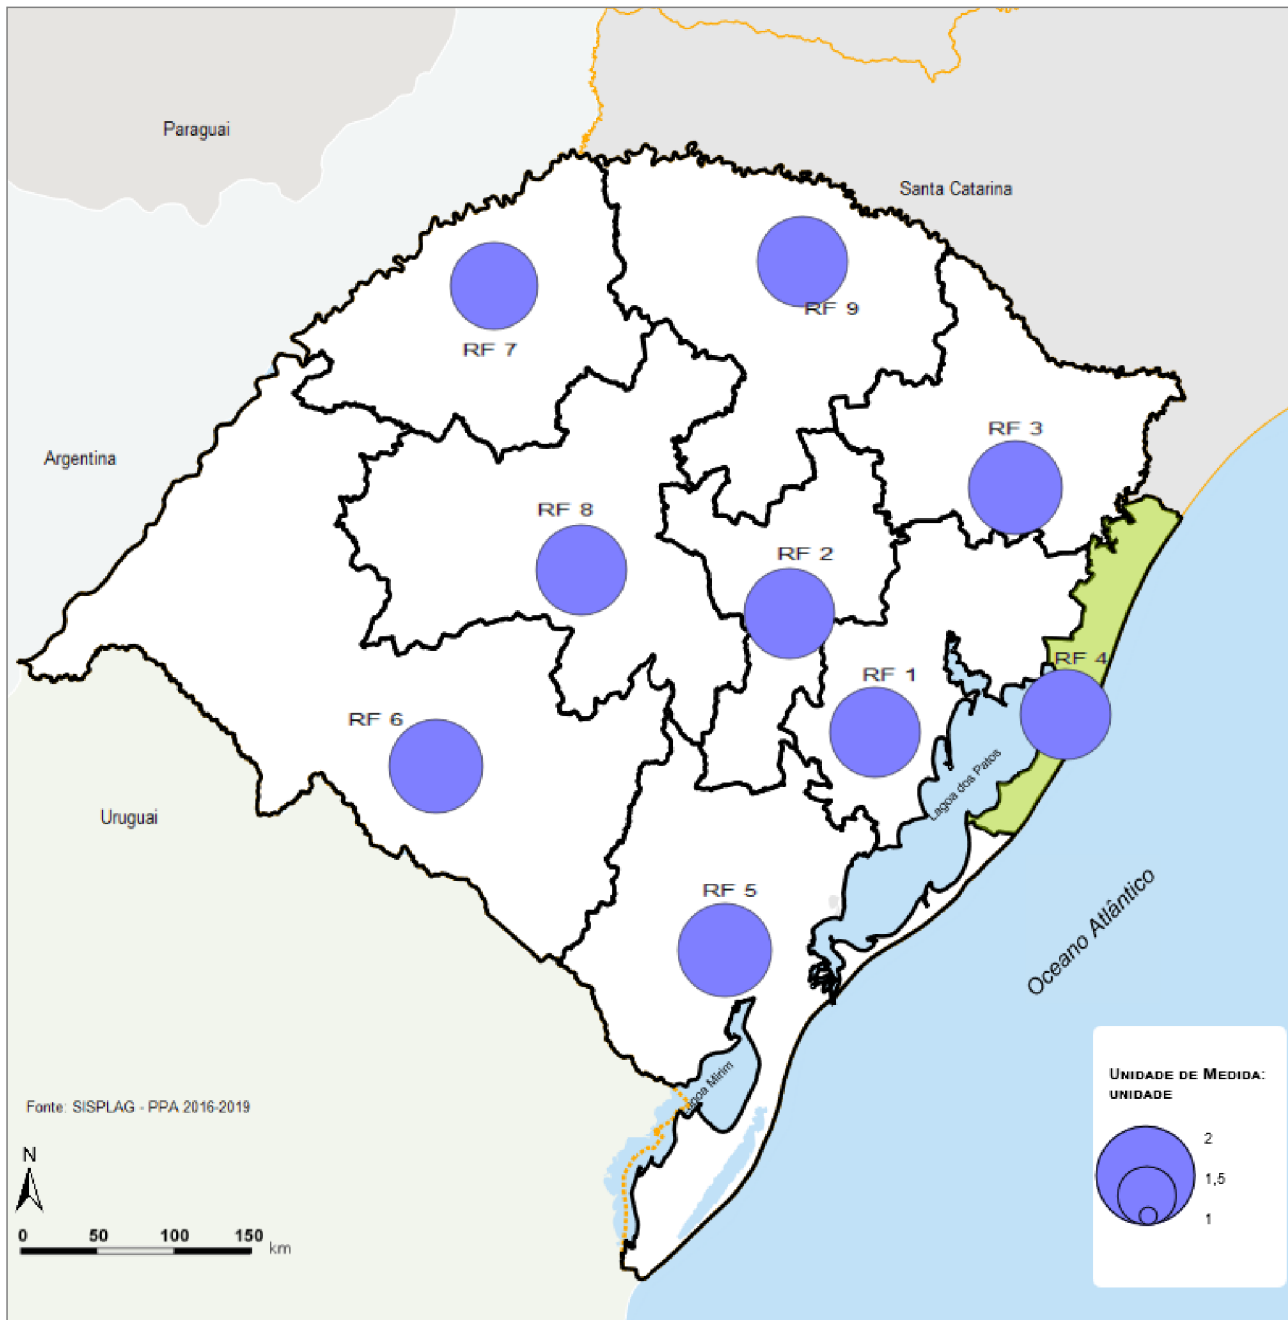 Paraguai
Santa Catarina
RF 9
RF 7
RF 3
Argentina
RF 8
RF 2
RF 4
RF 1
RF 6
Lagoa dos Patos
Uruguai
RF 5
Oceano Atlântico
UNIDADE DE MEDIDA:
UNIDADE
2
1,5
1
agoa Mirim
Fonte: SISPLAG - PPA 2016-2019
N
0 50 100 150
km